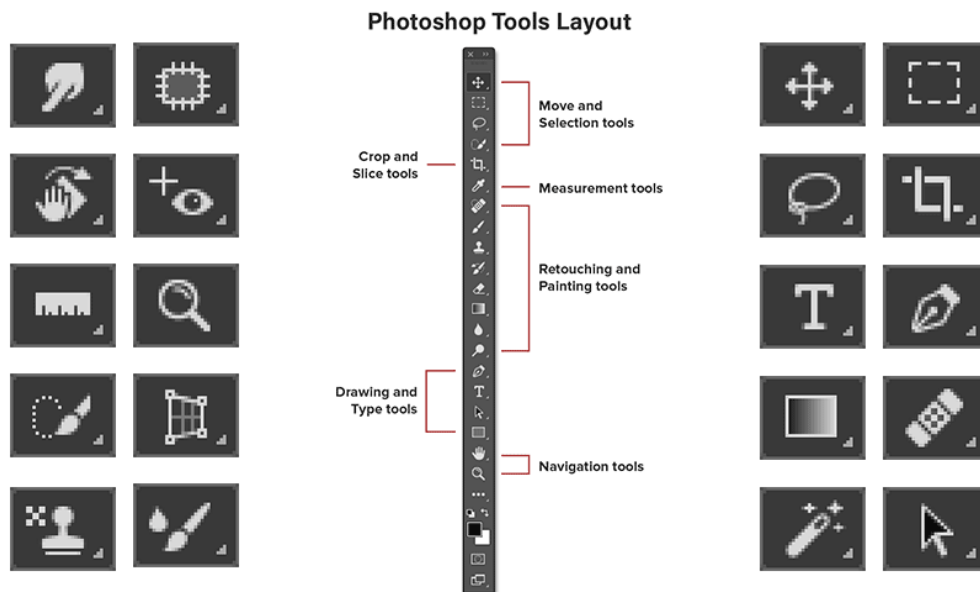 Photoshop Tools Layout
Move and
Selection tools
Crop and
Slice tools
Measurement tools
Retouching and
Painting tools
Drawing and
Type tools
Navigation tools